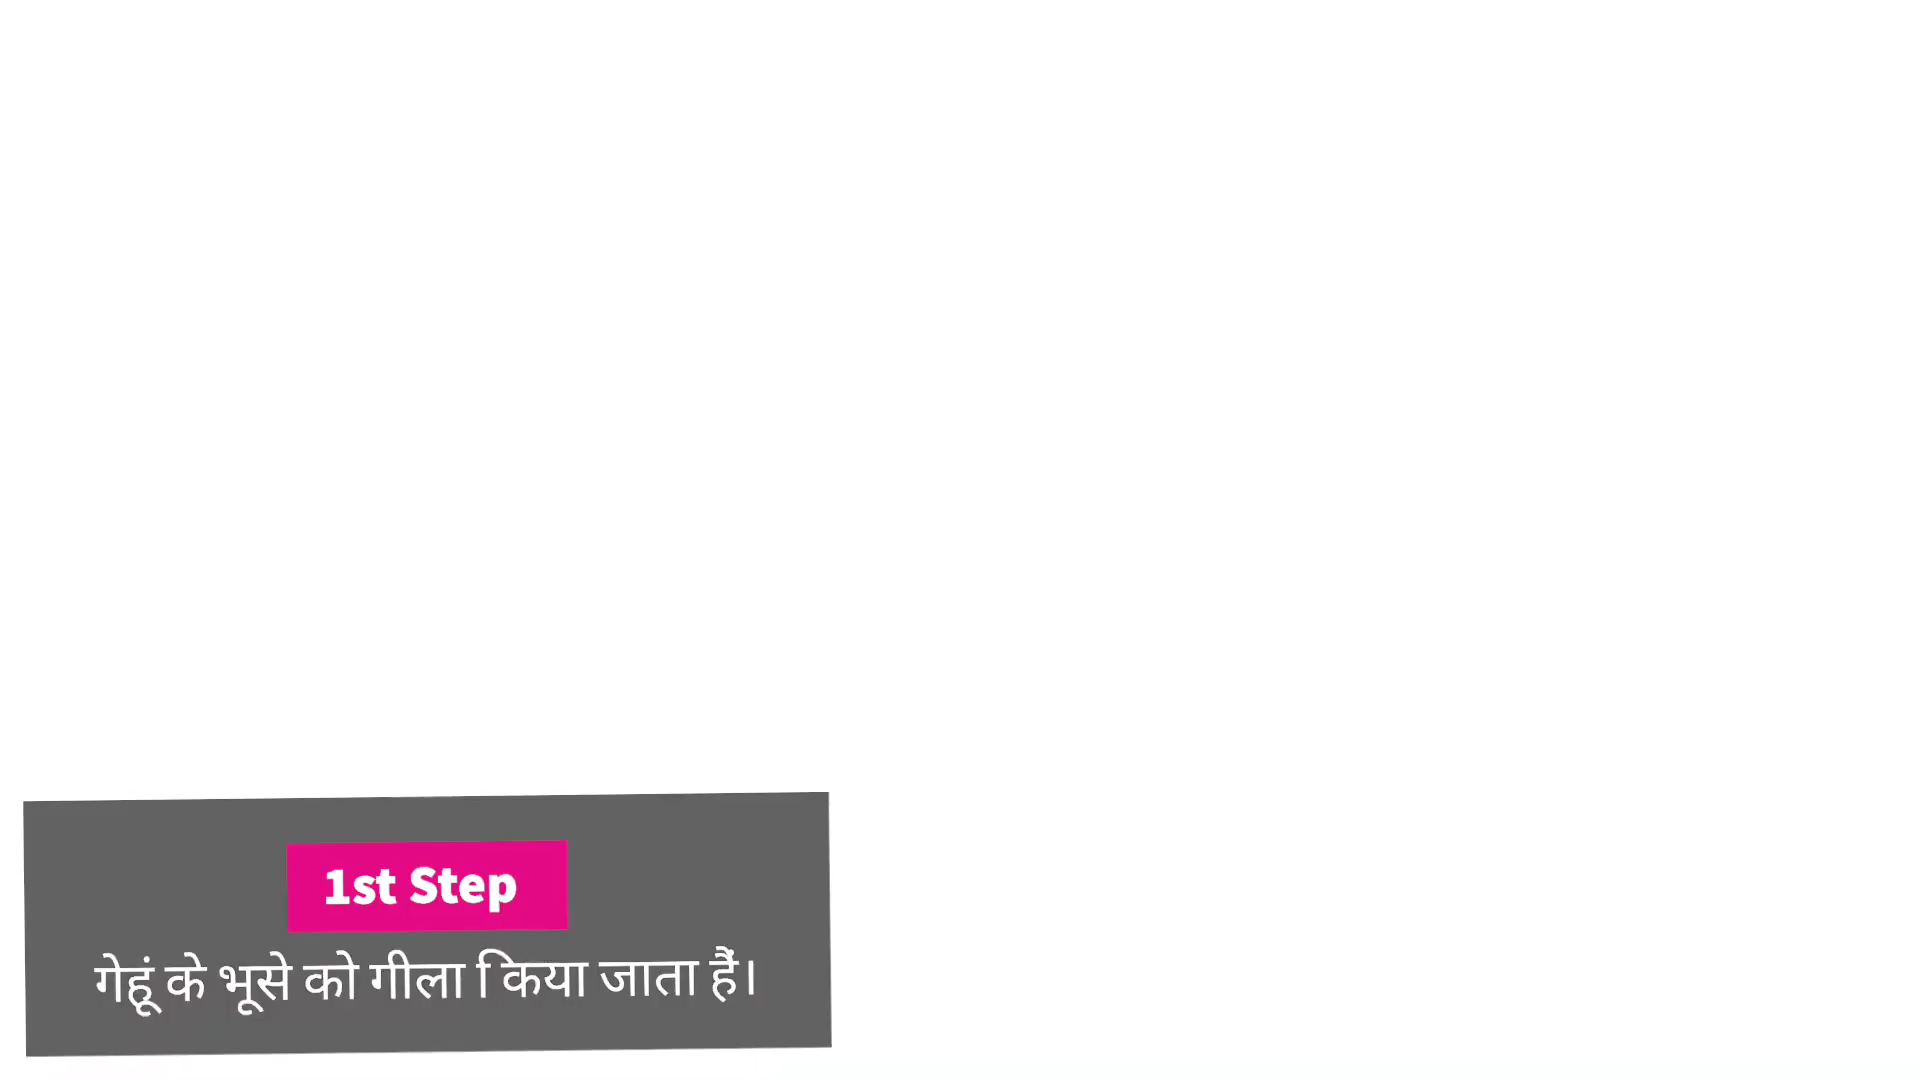 1st Step
गेहूं के भूसे को गीला किया जाता हैं।